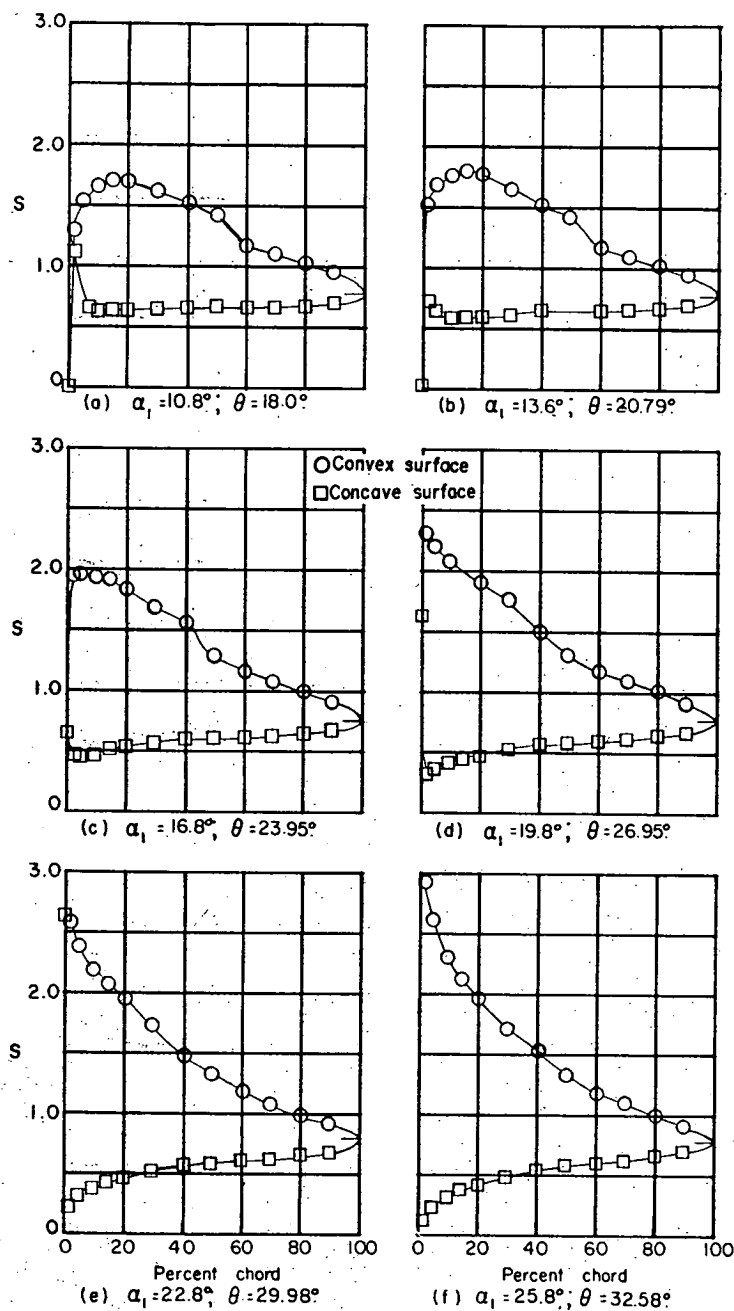 3.0
2.0
S
1.0
0
(a) α₁ = 10.8°; θ = 18.0°
(b) α₁ = 13.6°; θ = 20.79°
3.0
○ Convex surface
□ Concave surface
2.0
S
1.0
0
(c) α₁ = 16.8°; θ = 23.95°
(d) α₁ = 19.8°; θ = 26.95°
3.0
2.0
S
1.0
0
0 20 40 60 80 100
0 20 40 60 80 100
Percent chord
Percent chord
(e) α₁ = 22.8°; θ = 29.98°
(f) α₁ = 25.8°; θ = 32.58°